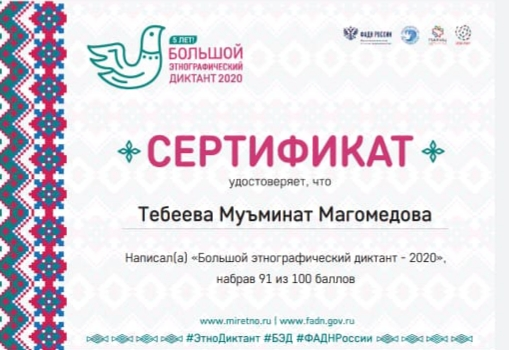 5 ЛЕТ!
БОЛЬШОЙ
ЭТНОГРАФИЧЕСКИЙ
ДИКТАНТ 2020
ФАДН РОССИИ
СЕРТИФИКАТ
удостоверяет, что
Тебеева Муъминат Магомедова
Написал(а) «Большой этнографический диктант - 2020»,
набрав 91 из 100 баллов
www.miretno.ru | www.fadn.gov.ru
#ЭтноДиктант #БЭД #ФАДНРоссии